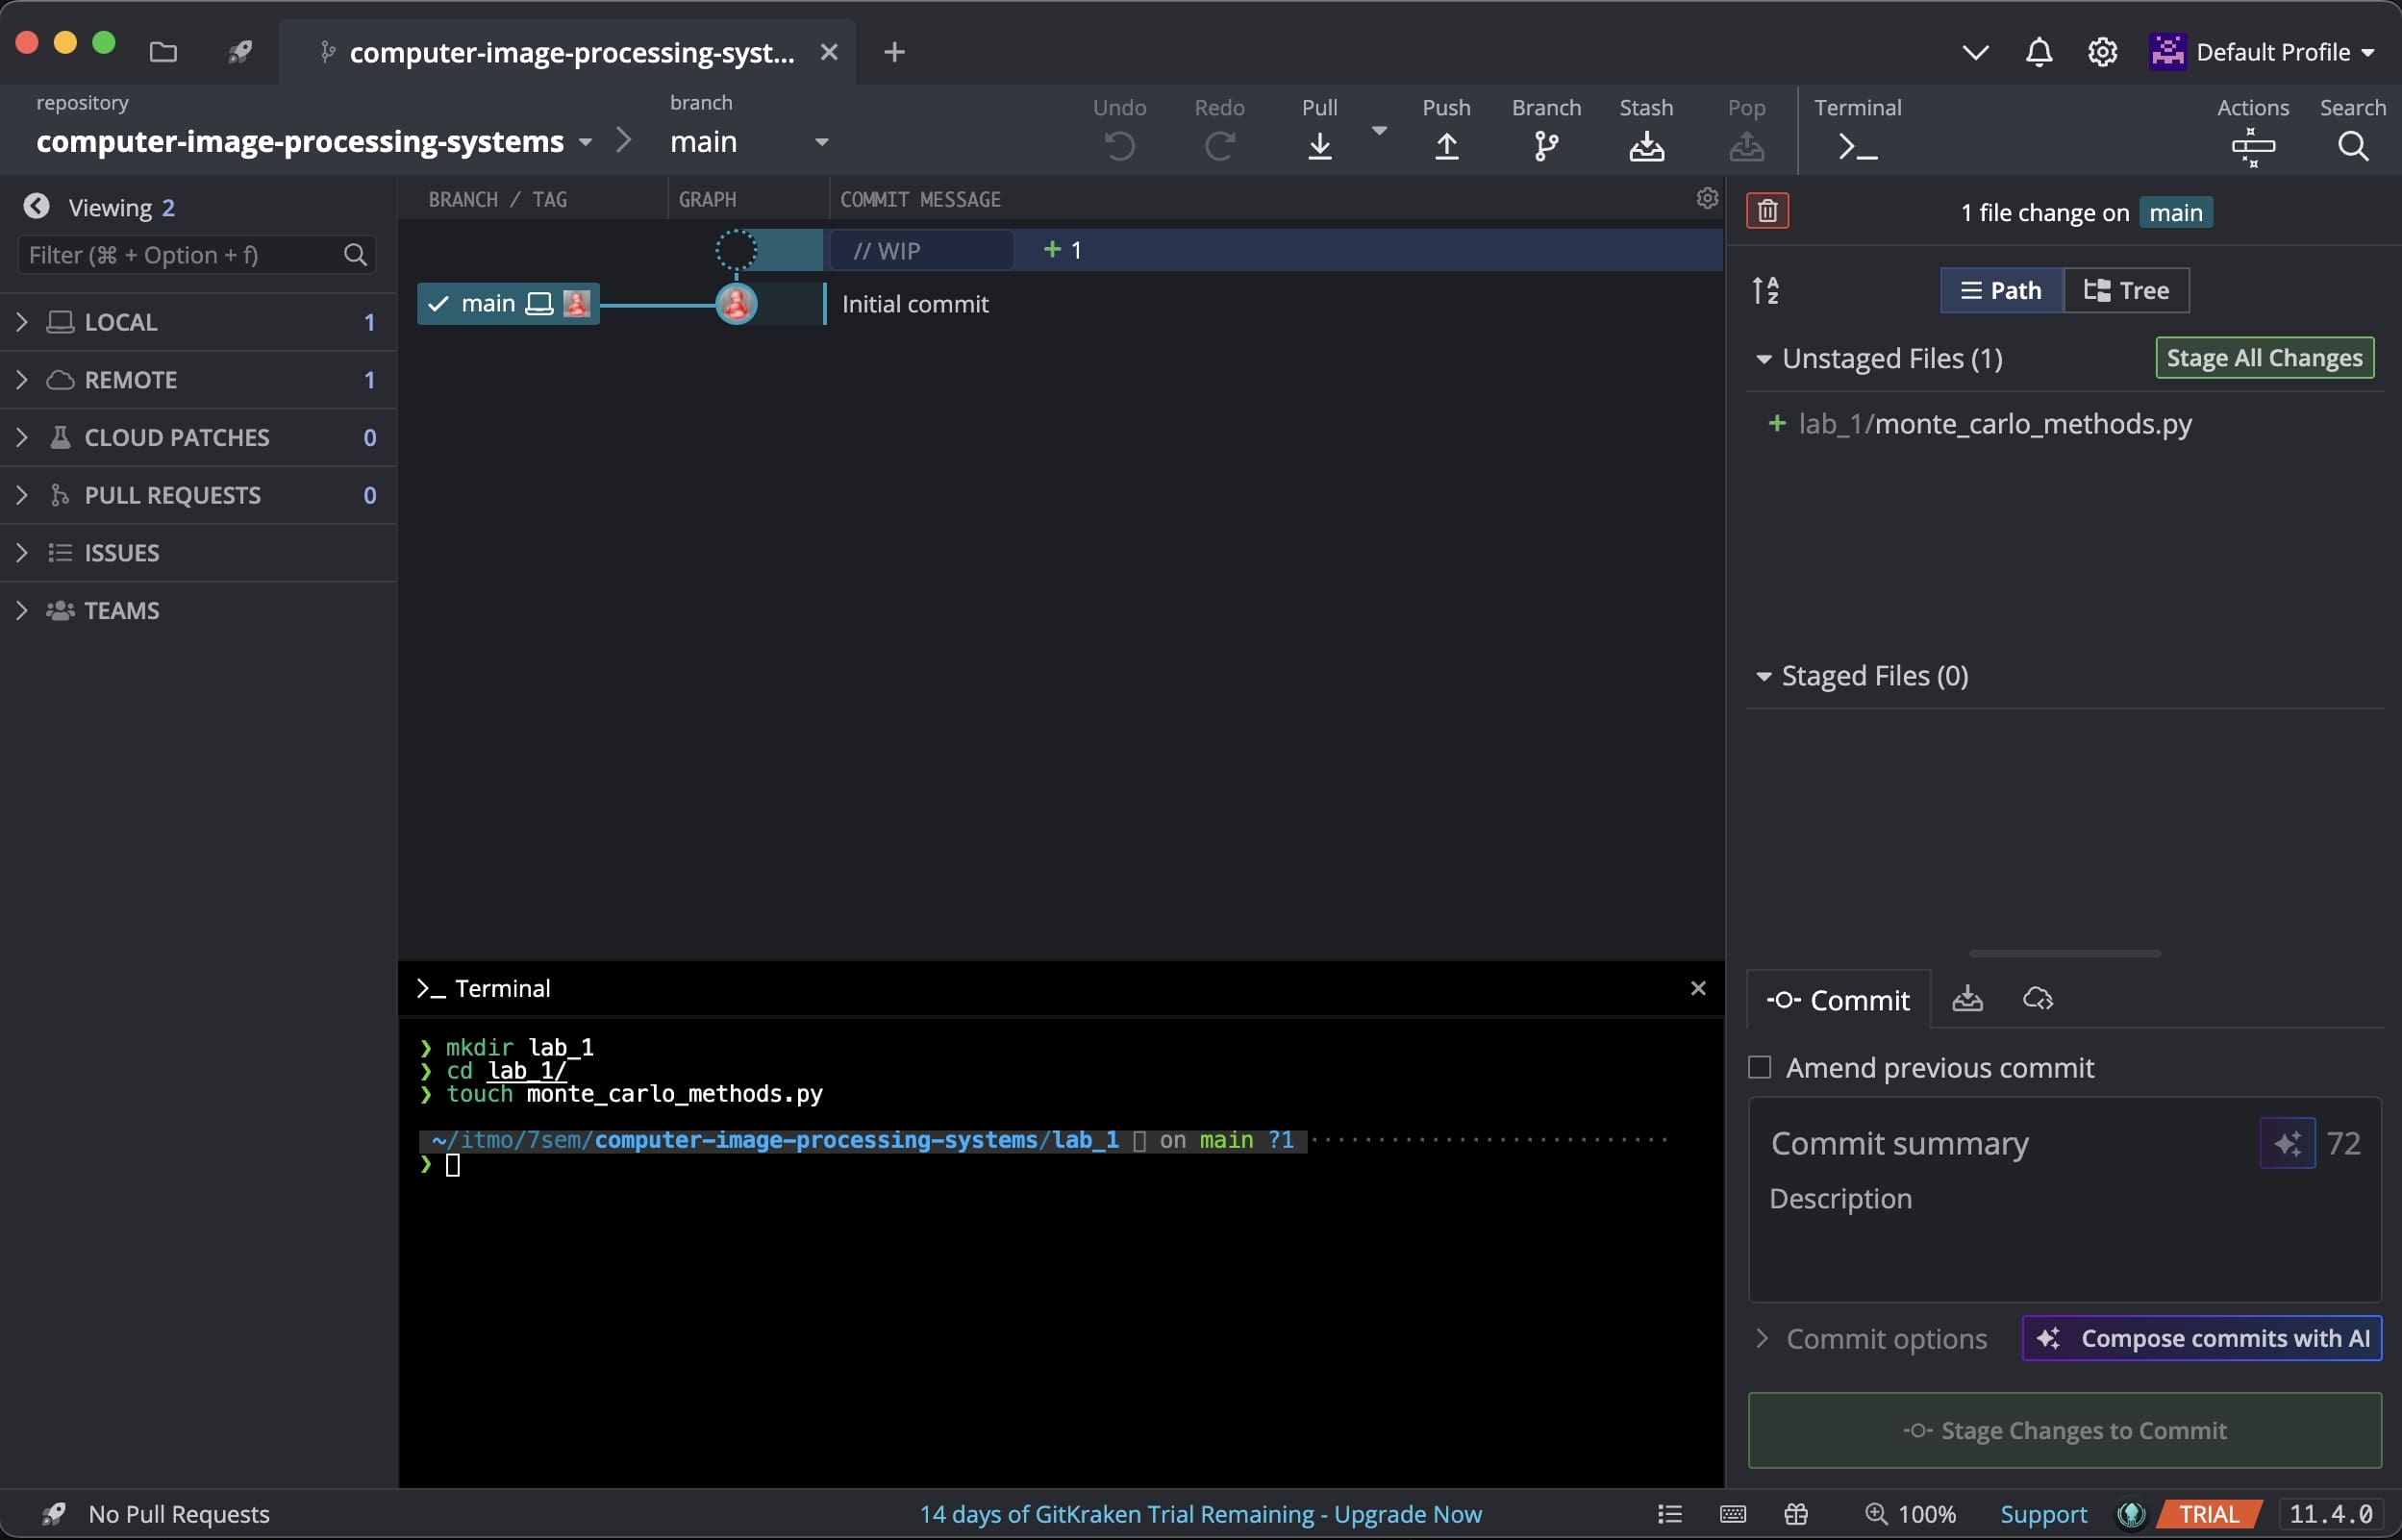 computer-image-processing-syst...
Default Profile
repository
computer-image-processing-systems
branch
main
Undo
Redo
Pull
Push
Branch
Stash
Pop
Terminal
Actions
Search
Viewing 2
Filter (⌘ + Option + f)
LOCAL 1
REMOTE 1
CLOUD PATCHES 0
PULL REQUESTS 0
ISSUES
TEAMS
BRANCH / TAG
GRAPH
COMMIT MESSAGE
// WIP
+ 1
main
Initial commit
1 file change on main
Path
Tree
Unstaged Files (1)
Stage All Changes
+ lab_1/monte_carlo_methods.py
Staged Files (0)
Terminal
❯ mkdir lab_1
❯ cd lab_1/
❯ touch monte_carlo_methods.py
~/itmo/7sem/computer-image-processing-systems/lab_1 on main ?1
❯
Commit
Amend previous commit
Commit summary
72
Description
Commit options
Compose commits with AI
Stage Changes to Commit
No Pull Requests
14 days of GitKraken Trial Remaining - Upgrade Now
100%
Support
TRIAL
11.4.0